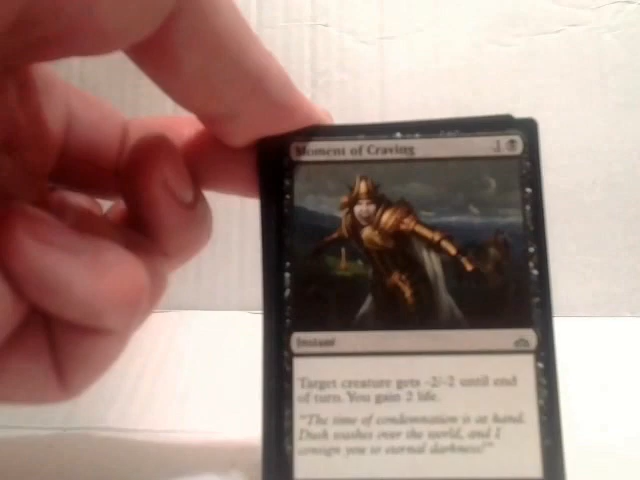 Moment of Craving 1
Instant
Target creature gets -2/-2 until end
of turn. You gain 2 life.
"The time of condemnation is at hand.
Dusk washes over the world, and I
consign you to eternal darkness!"